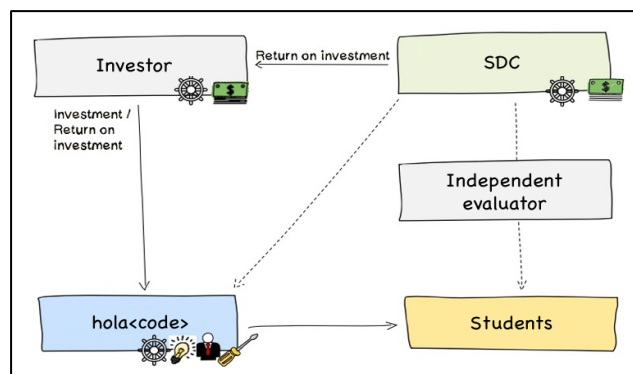 Investor
Return on investment
SDC
Investment /
Return on
investment
Independent
evaluator
hola<code>
Students